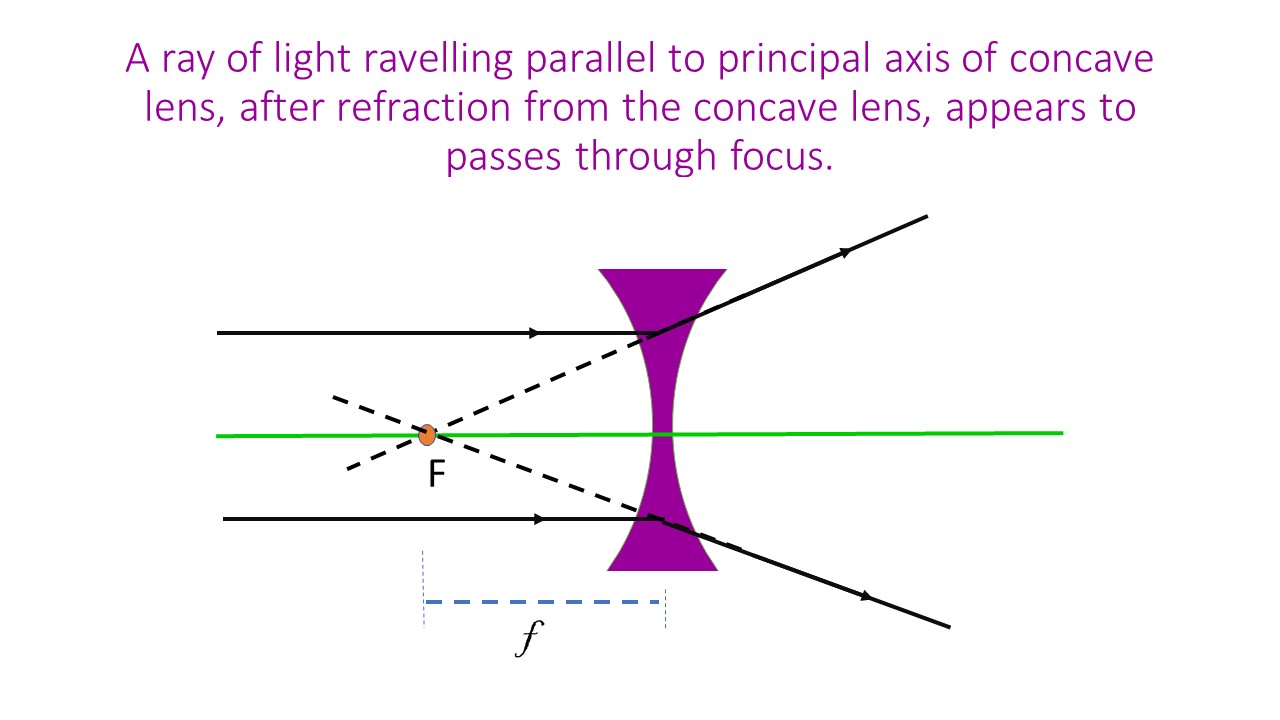 A ray of light ravelling parallel to principal axis of concave
lens, after refraction from the concave lens, appears to
passes through focus.
F
f